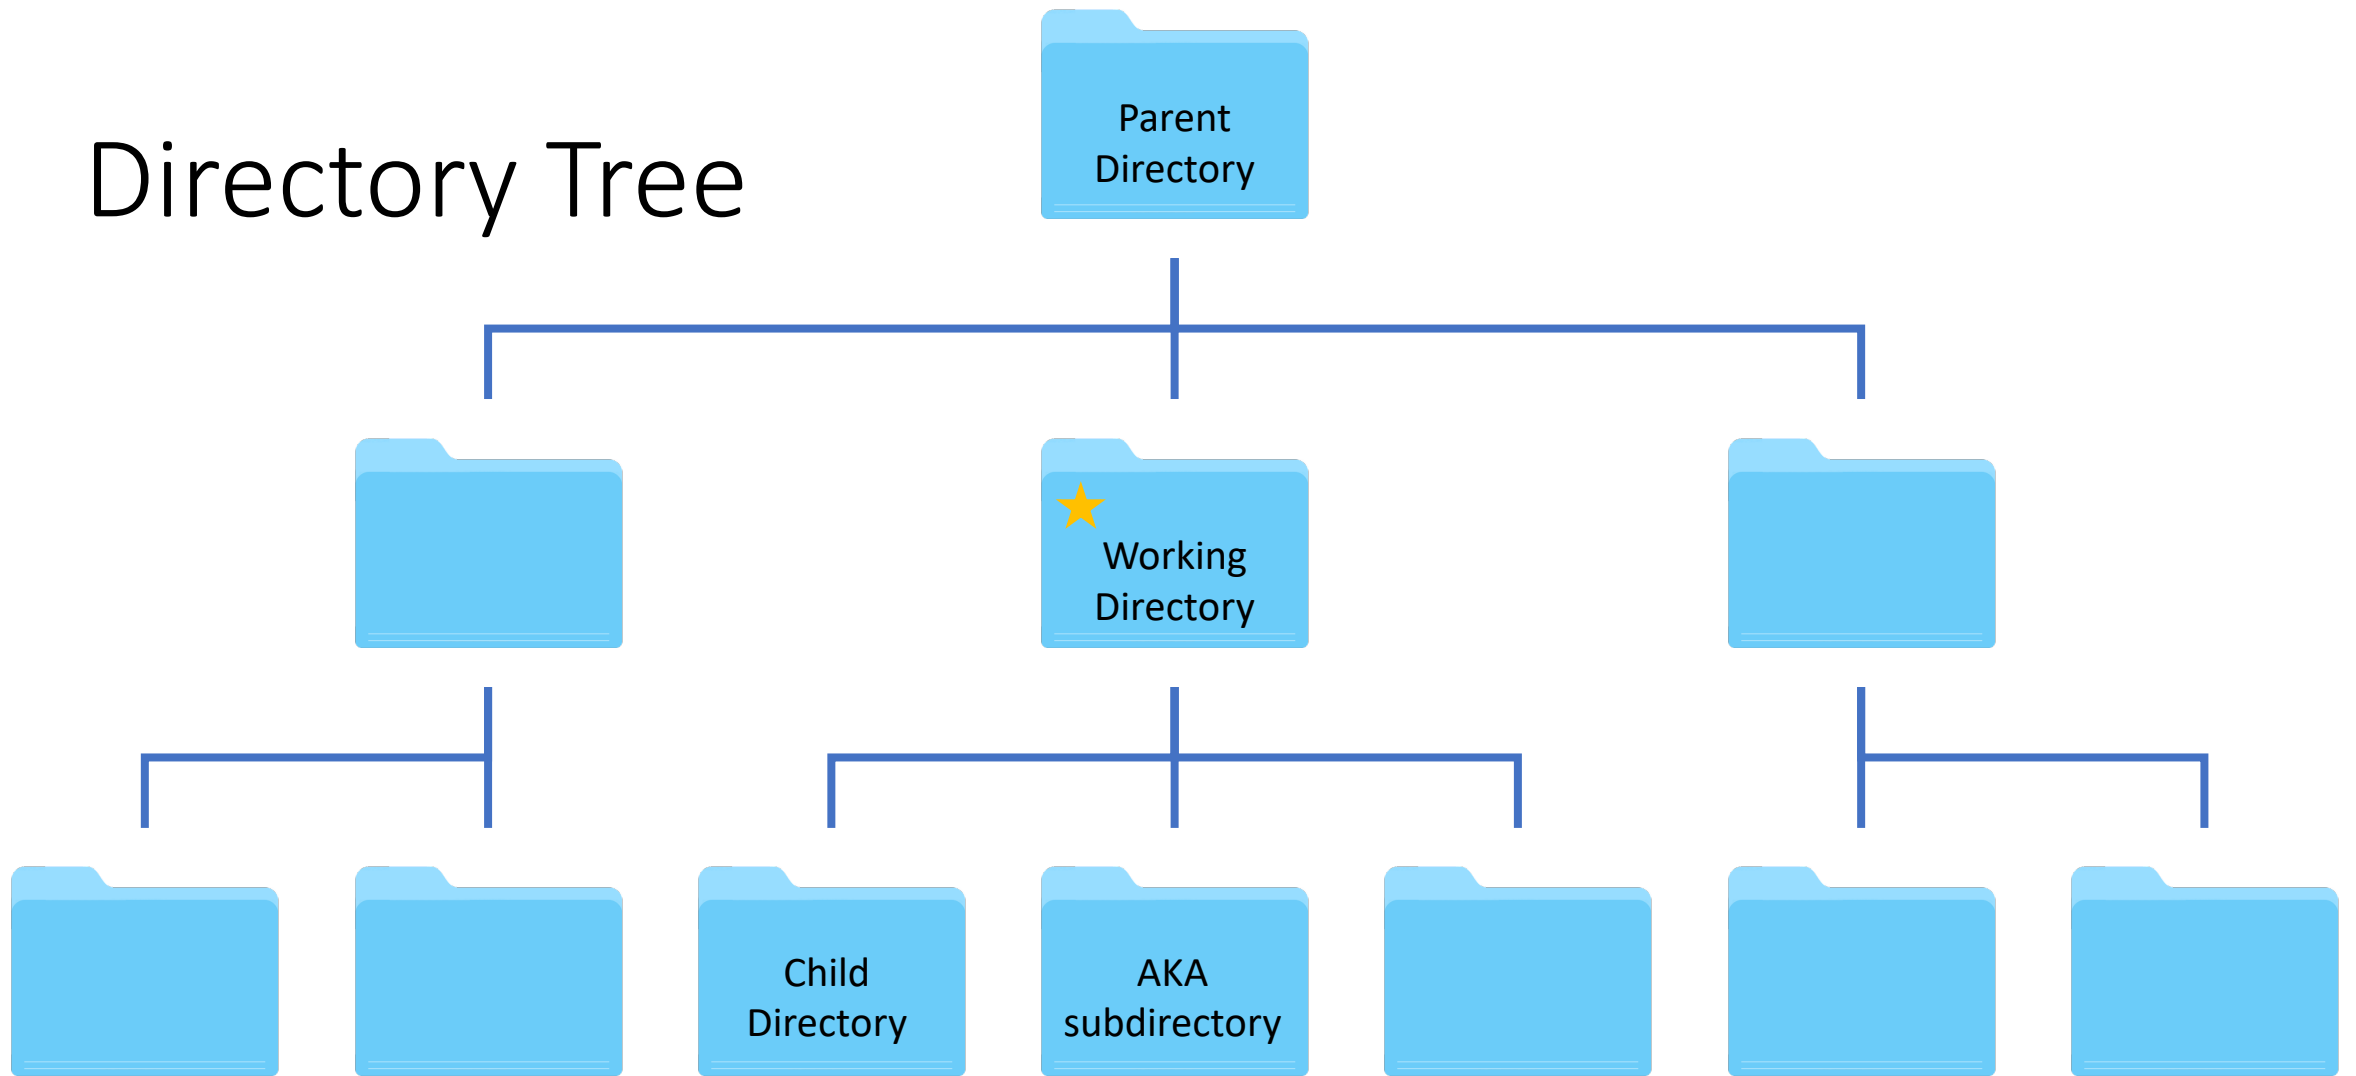 Directory Tree
Parent
Directory
Working
Directory
Child
Directory
AKA
subdirectory